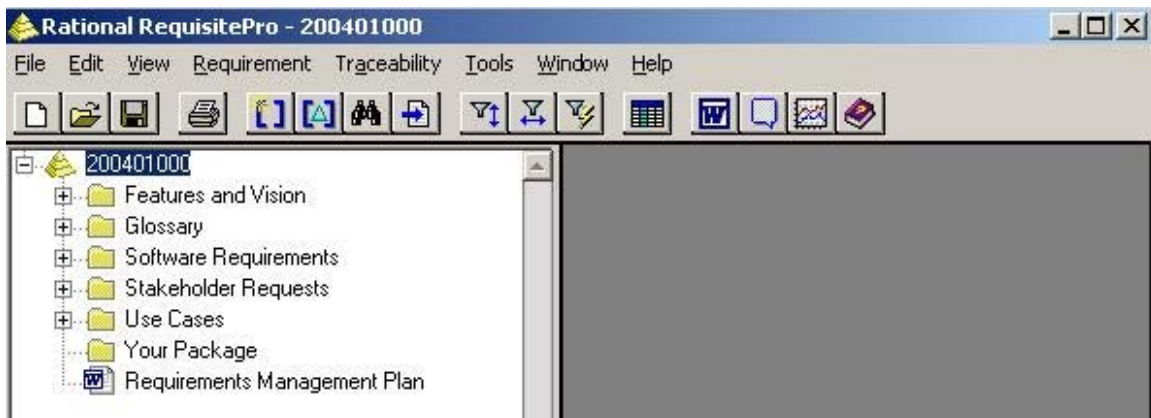 Rational RequisitePro - 200401000
File Edit View Requirement Traceability Tools Window Help
200401000
Features and Vision
Glossary
Software Requirements
Stakeholder Requests
Use Cases
Your Package
Requirements Management Plan